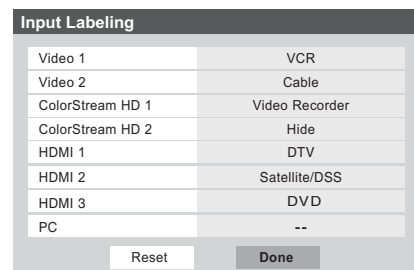 Input Labeling
Video 1 VCR
Video 2 Cable
ColorStream HD 1 Video Recorder
ColorStream HD 2 Hide
HDMI 1 DTV
HDMI 2 Satellite/DSS
HDMI 3 DVD
PC --
Reset Done